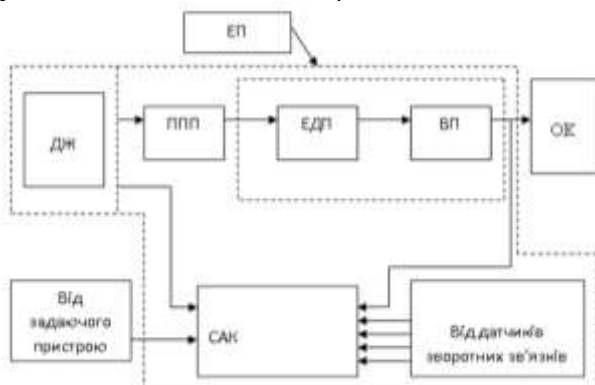 ЕП
ДЖ
ППП
ЕДП
ВП
ОК
Від
задаючого
пристрою
САК
Від датчиків
зворотних зв'язків